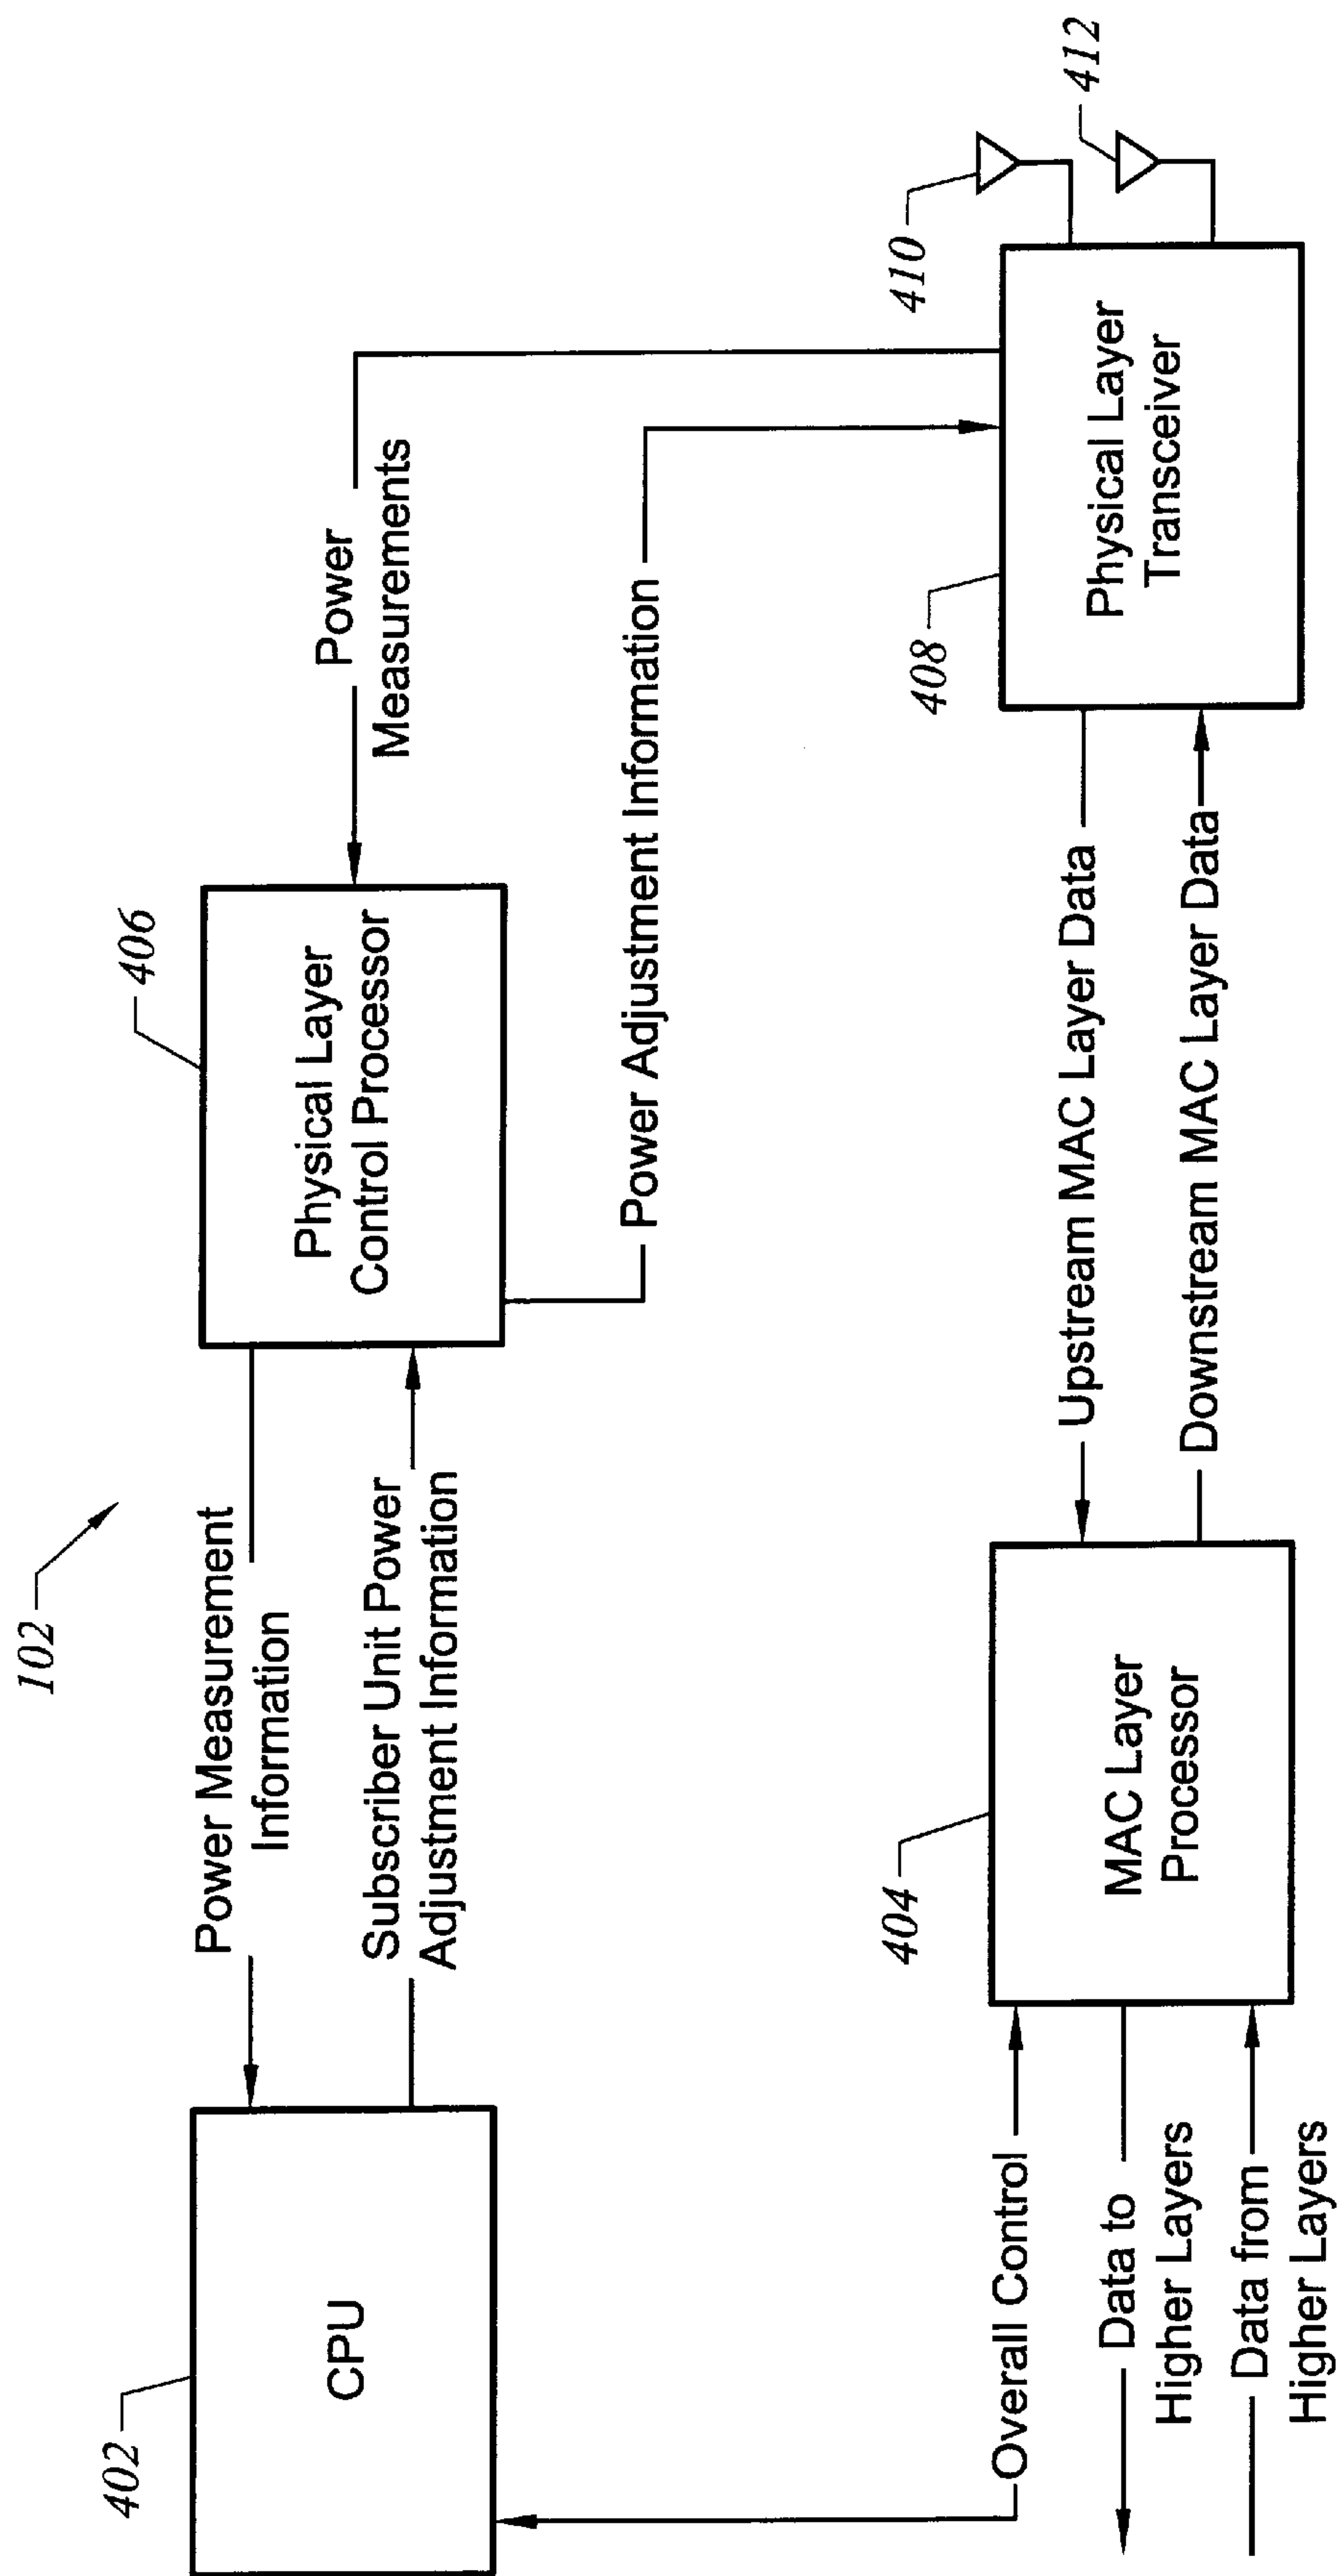 102
402
CPU
Power Measurement
Information
Subscriber Unit Power
Adjustment Information
406
Physical Layer
Control Processor
Power
Measurements
Power Adjustment Information
Overall Control
Data to
Higher Layers
Data from
Higher Layers
404
MAC Layer
Processor
Upstream MAC Layer Data
Downstream MAC Layer Data
408
Physical Layer
Transceiver
410
412